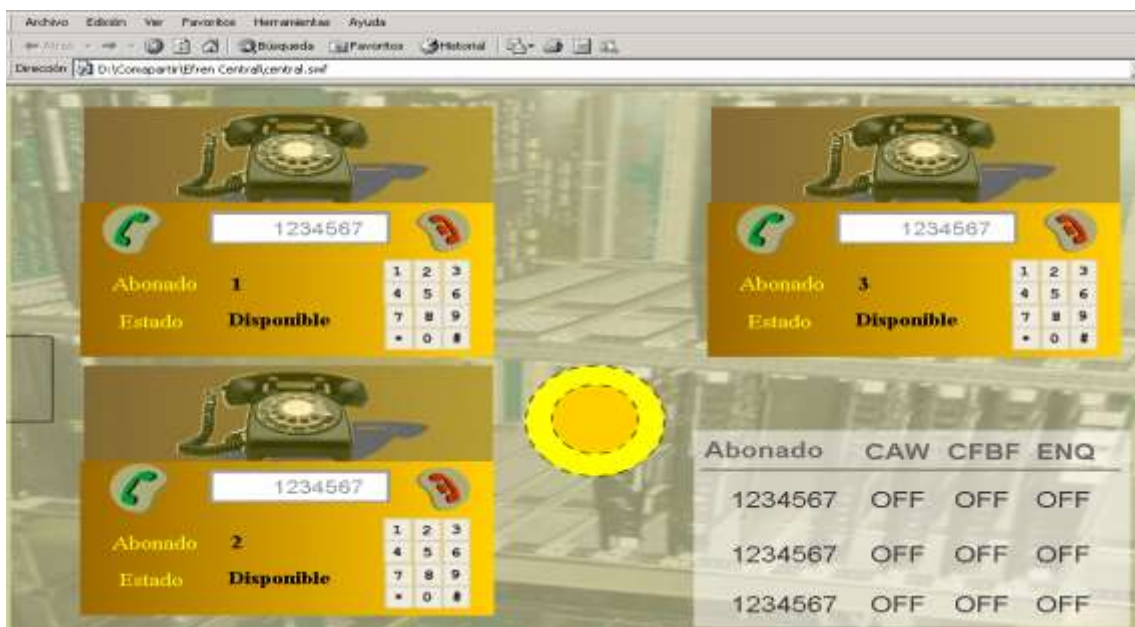 Archivo Edición Ver Favoritos Herramientas Ayuda
Atrás Búsqueda Favoritos Historial
Dirección D:\Comapartir\Efren Central\central.swf
1234567
Abonado 1
Estado Disponible
1 2 3
4 5 6
7 8 9
* 0 #
1234567
Abonado 3
Estado Disponible
1 2 3
4 5 6
7 8 9
* 0 #
1234567
Abonado 2
Estado Disponible
1 2 3
4 5 6
7 8 9
* 0 #
Abonado CAW CFBF ENQ
1234567 OFF OFF OFF
1234567 OFF OFF OFF
1234567 OFF OFF OFF